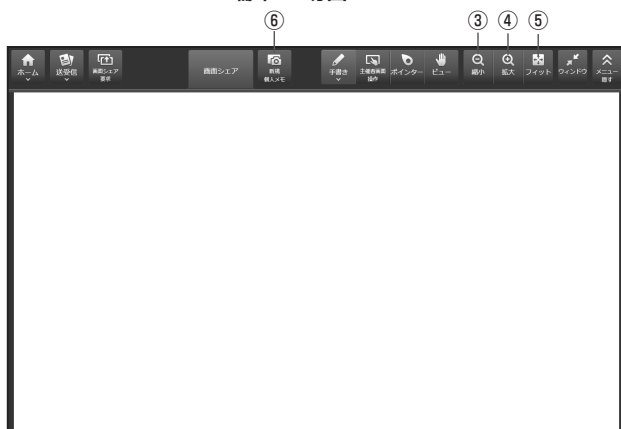 ⑥ ③ ④ ⑤
ホーム 送受信 画面シェア 要求 画面シェア 新規 個人メモ 手書き 主催者画面 操作 ポインター ビュー 縮小 拡大 フィット ウィンドウ メニュー 隠す